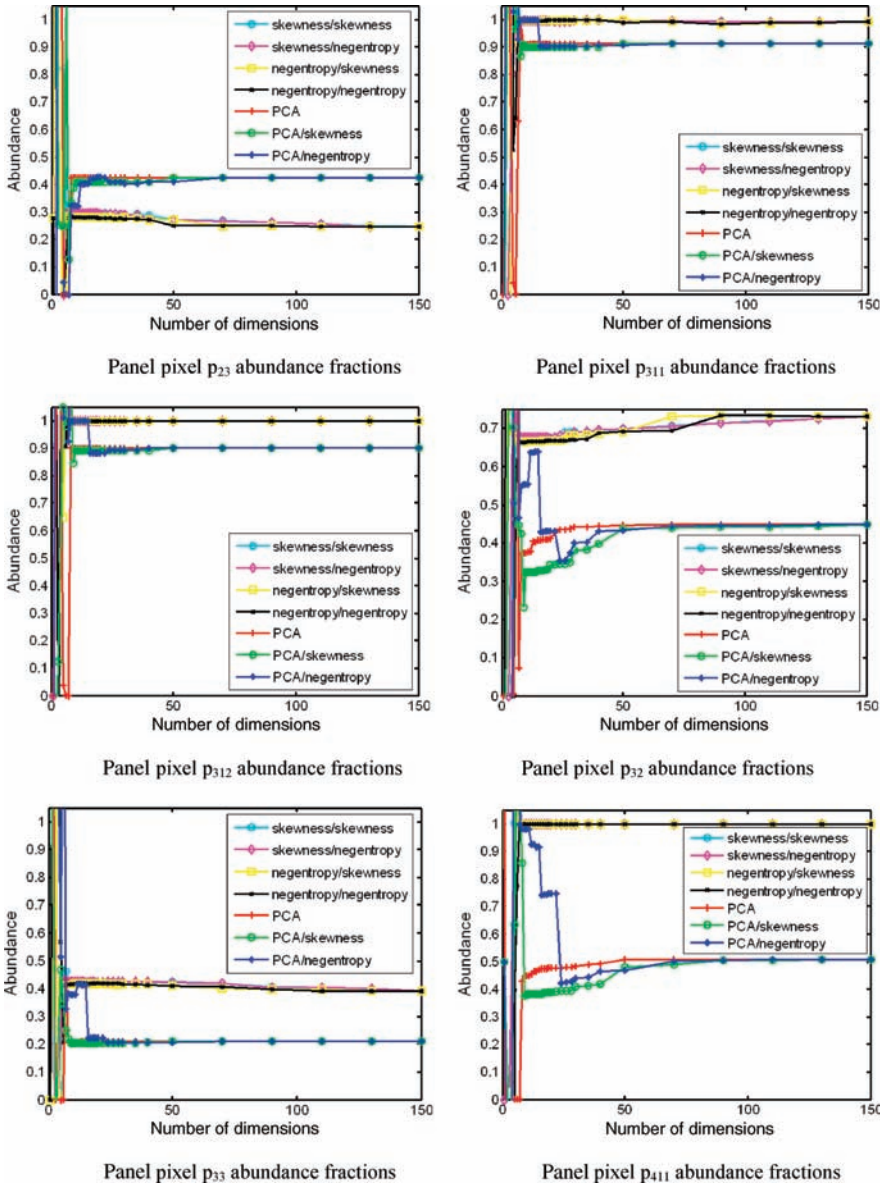 1
0.9
0.8
0.7
0.6
0.5
0.4
0.3
0.2
0.1
0
Abundance
0
50
100
150
Number of dimensions
skewness/skewness
skewness/negentropy
negentropy/skewness
negentropy/negentropy
PCA
PCA/skewness
PCA/negentropy
Panel pixel p₂₃ abundance fractions
1
0.9
0.8
0.7
0.6
0.5
0.4
0.3
0.2
0.1
0
Abundance
0
50
100
150
Number of dimensions
skewness/skewness
skewness/negentropy
negentropy/skewness
negentropy/negentropy
PCA
PCA/skewness
PCA/negentropy
Panel pixel p₃₁₁ abundance fractions
1
0.9
0.8
0.7
0.6
0.5
0.4
0.3
0.2
0.1
0
Abundance
0
50
100
150
Number of dimensions
skewness/skewness
skewness/negentropy
negentropy/skewness
negentropy/negentropy
PCA
PCA/skewness
PCA/negentropy
Panel pixel p₃₁₂ abundance fractions
0.7
0.6
0.5
0.4
0.3
0.2
0.1
0
Abundance
0
50
100
150
Number of dimensions
skewness/skewness
skewness/negentropy
negentropy/skewness
negentropy/negentropy
PCA
PCA/skewness
PCA/negentropy
Panel pixel p₃₂ abundance fractions
1
0.9
0.8
0.7
0.6
0.5
0.4
0.3
0.2
0.1
0
Abundance
0
50
100
150
Number of dimensions
skewness/skewness
skewness/negentropy
negentropy/skewness
negentropy/negentropy
PCA
PCA/skewness
PCA/negentropy
Panel pixel p₃₃ abundance fractions
1
0.9
0.8
0.7
0.6
0.5
0.4
0.3
0.2
0.1
0
Abundance
0
50
100
150
Number of dimensions
skewness/skewness
skewness/negentropy
negentropy/skewness
negentropy/negentropy
PCA
PCA/skewness
PCA/negentropy
Panel pixel p₄₁₁ abundance fractions